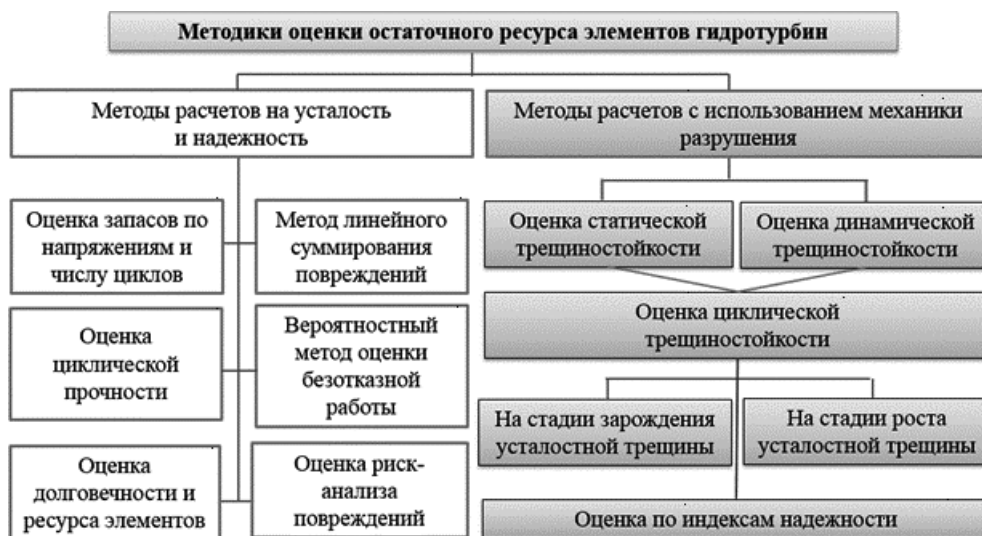 Методики оценки остаточного ресурса элементов гидротурбин
Методы расчетов на усталость
и надежность
Методы расчетов с использованием механики
разрушения
Оценка запасов по
напряжениям и
числу циклов
Метод линейного
суммирования
повреждений
Оценка статической
трещиностойкости
Оценка динамической
трещиностойкости
Оценка
циклической
прочности
Вероятностный
метод оценки
безотказной
работы
Оценка циклической
трещиностойкости
На стадии зарождения
усталостной трещины
На стадии роста
усталостной трещины
Оценка
долговечности и
ресурса элементов
Оценка риск-
анализа
повреждений
Оценка по индексам надежности